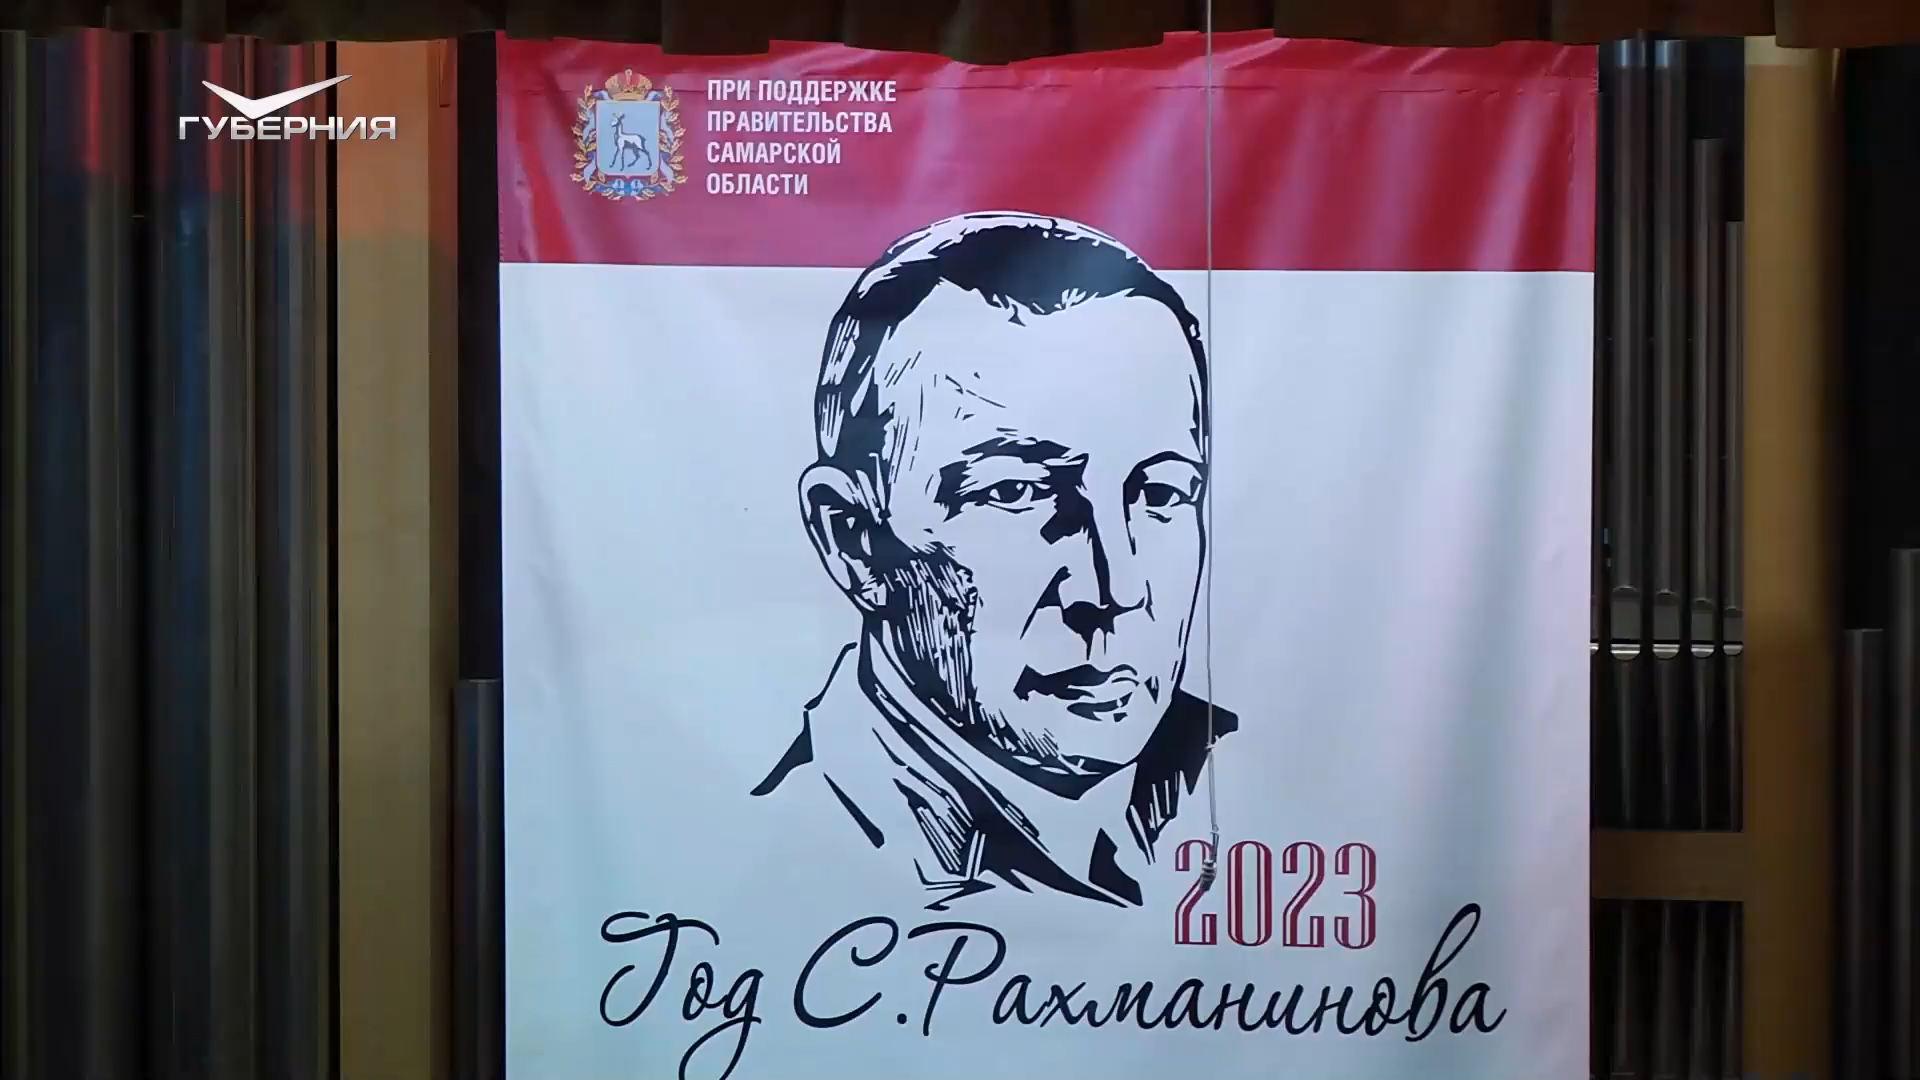 ГУБЕРНИЯ
ПРИ ПОДДЕРЖКЕ
ПРАВИТЕЛЬСТВА
САМАРСКОЙ
ОБЛАСТИ
2023
Год С. Рахманинова